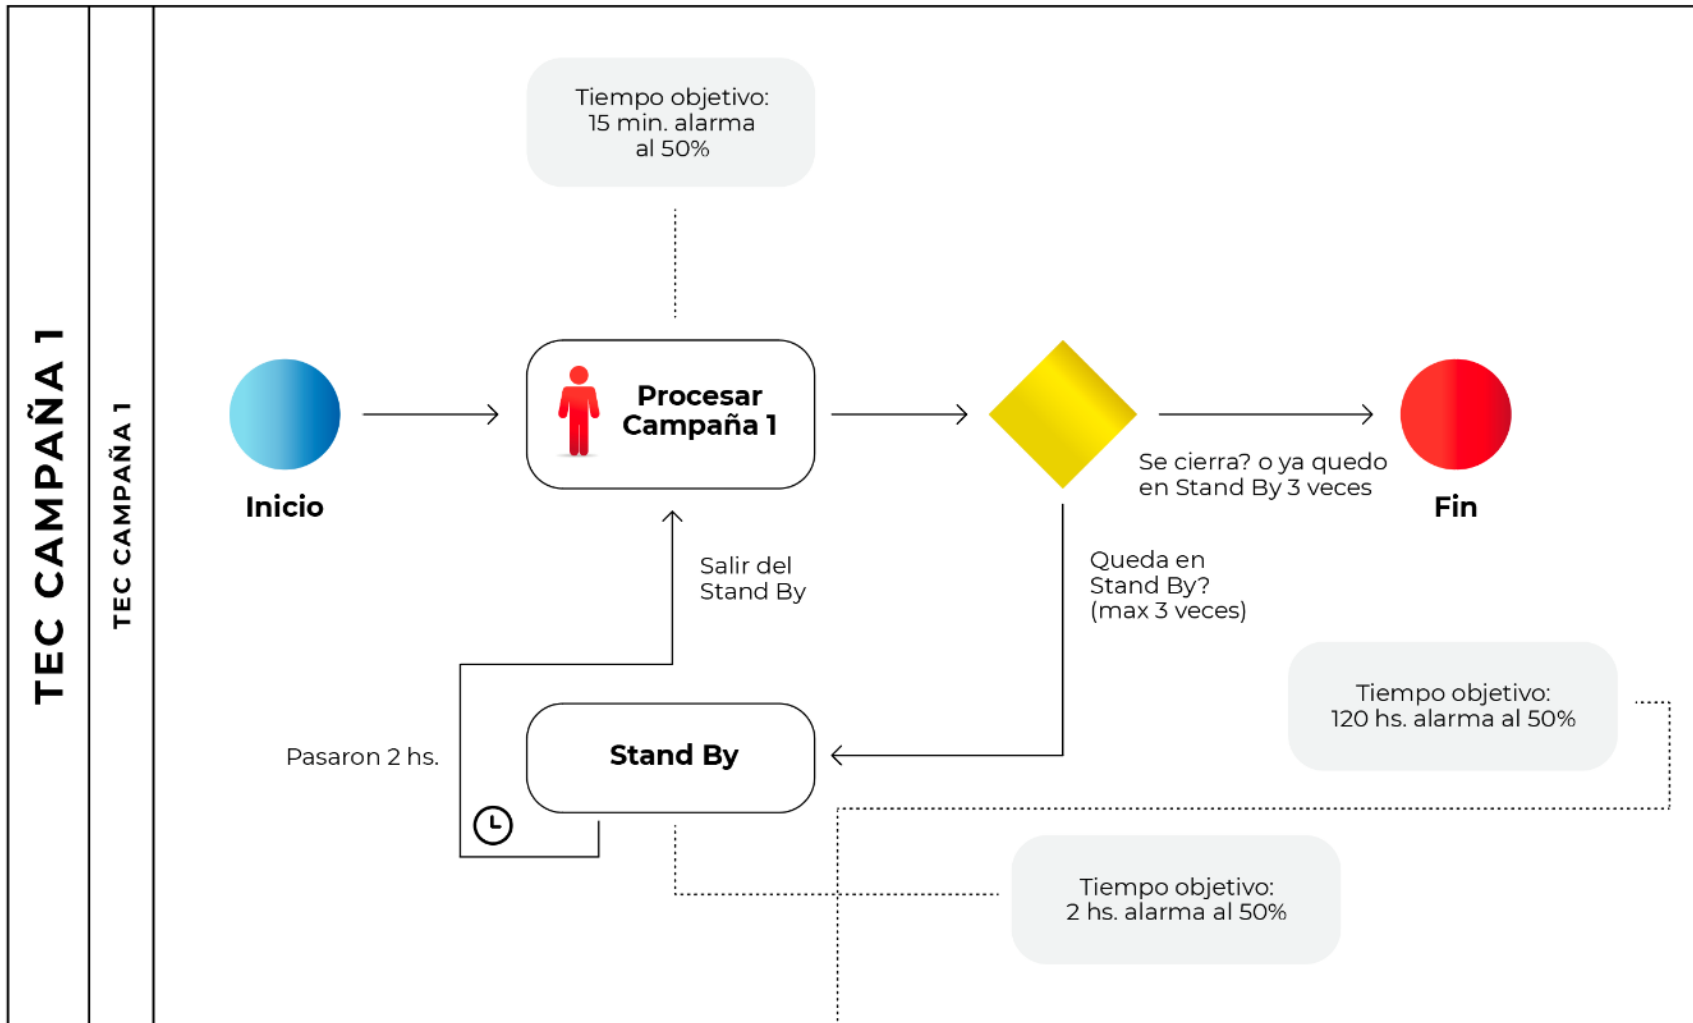 TEC CAMPAÑA 1
TEC CAMPAÑA 1
Tiempo objetivo:
15 min. alarma
al 50%
Inicio
Procesar
Campaña 1
Se cierra? o ya quedo
en Stand By 3 veces
Fin
Salir del
Stand By
Queda en
Stand By?
(max 3 veces)
Pasaron 2 hs.
Stand By
Tiempo objetivo:
120 hs. alarma al 50%
Tiempo objetivo:
2 hs. alarma al 50%